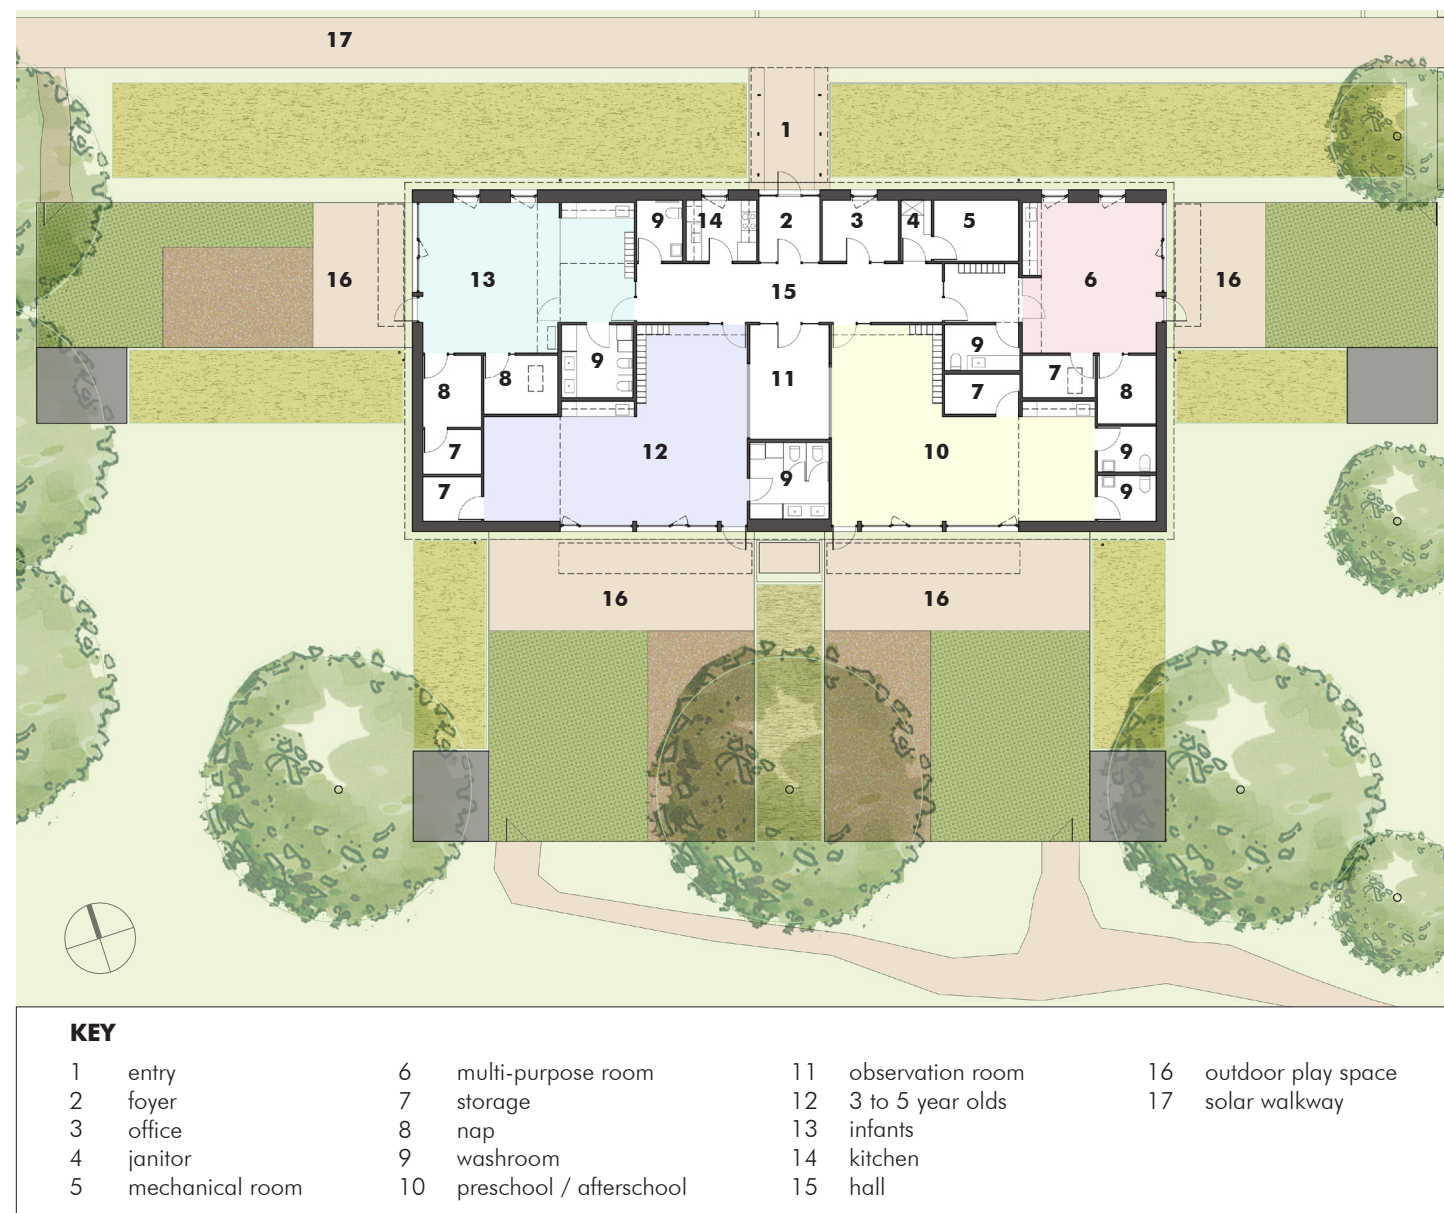 17
1
9
14
2
3
4
5
16
13
15
6
16
9
9
11
8
8
7
8
7
12
10
7
9
9
7
9
16
16
KEY
1 entry
2 foyer
3 office
4 janitor
5 mechanical room
6 multi-purpose room
7 storage
8 nap
9 washroom
10 preschool / afterschool
11 observation room
12 3 to 5 year olds
13 infants
14 kitchen
15 hall
16 outdoor play space
17 solar walkway